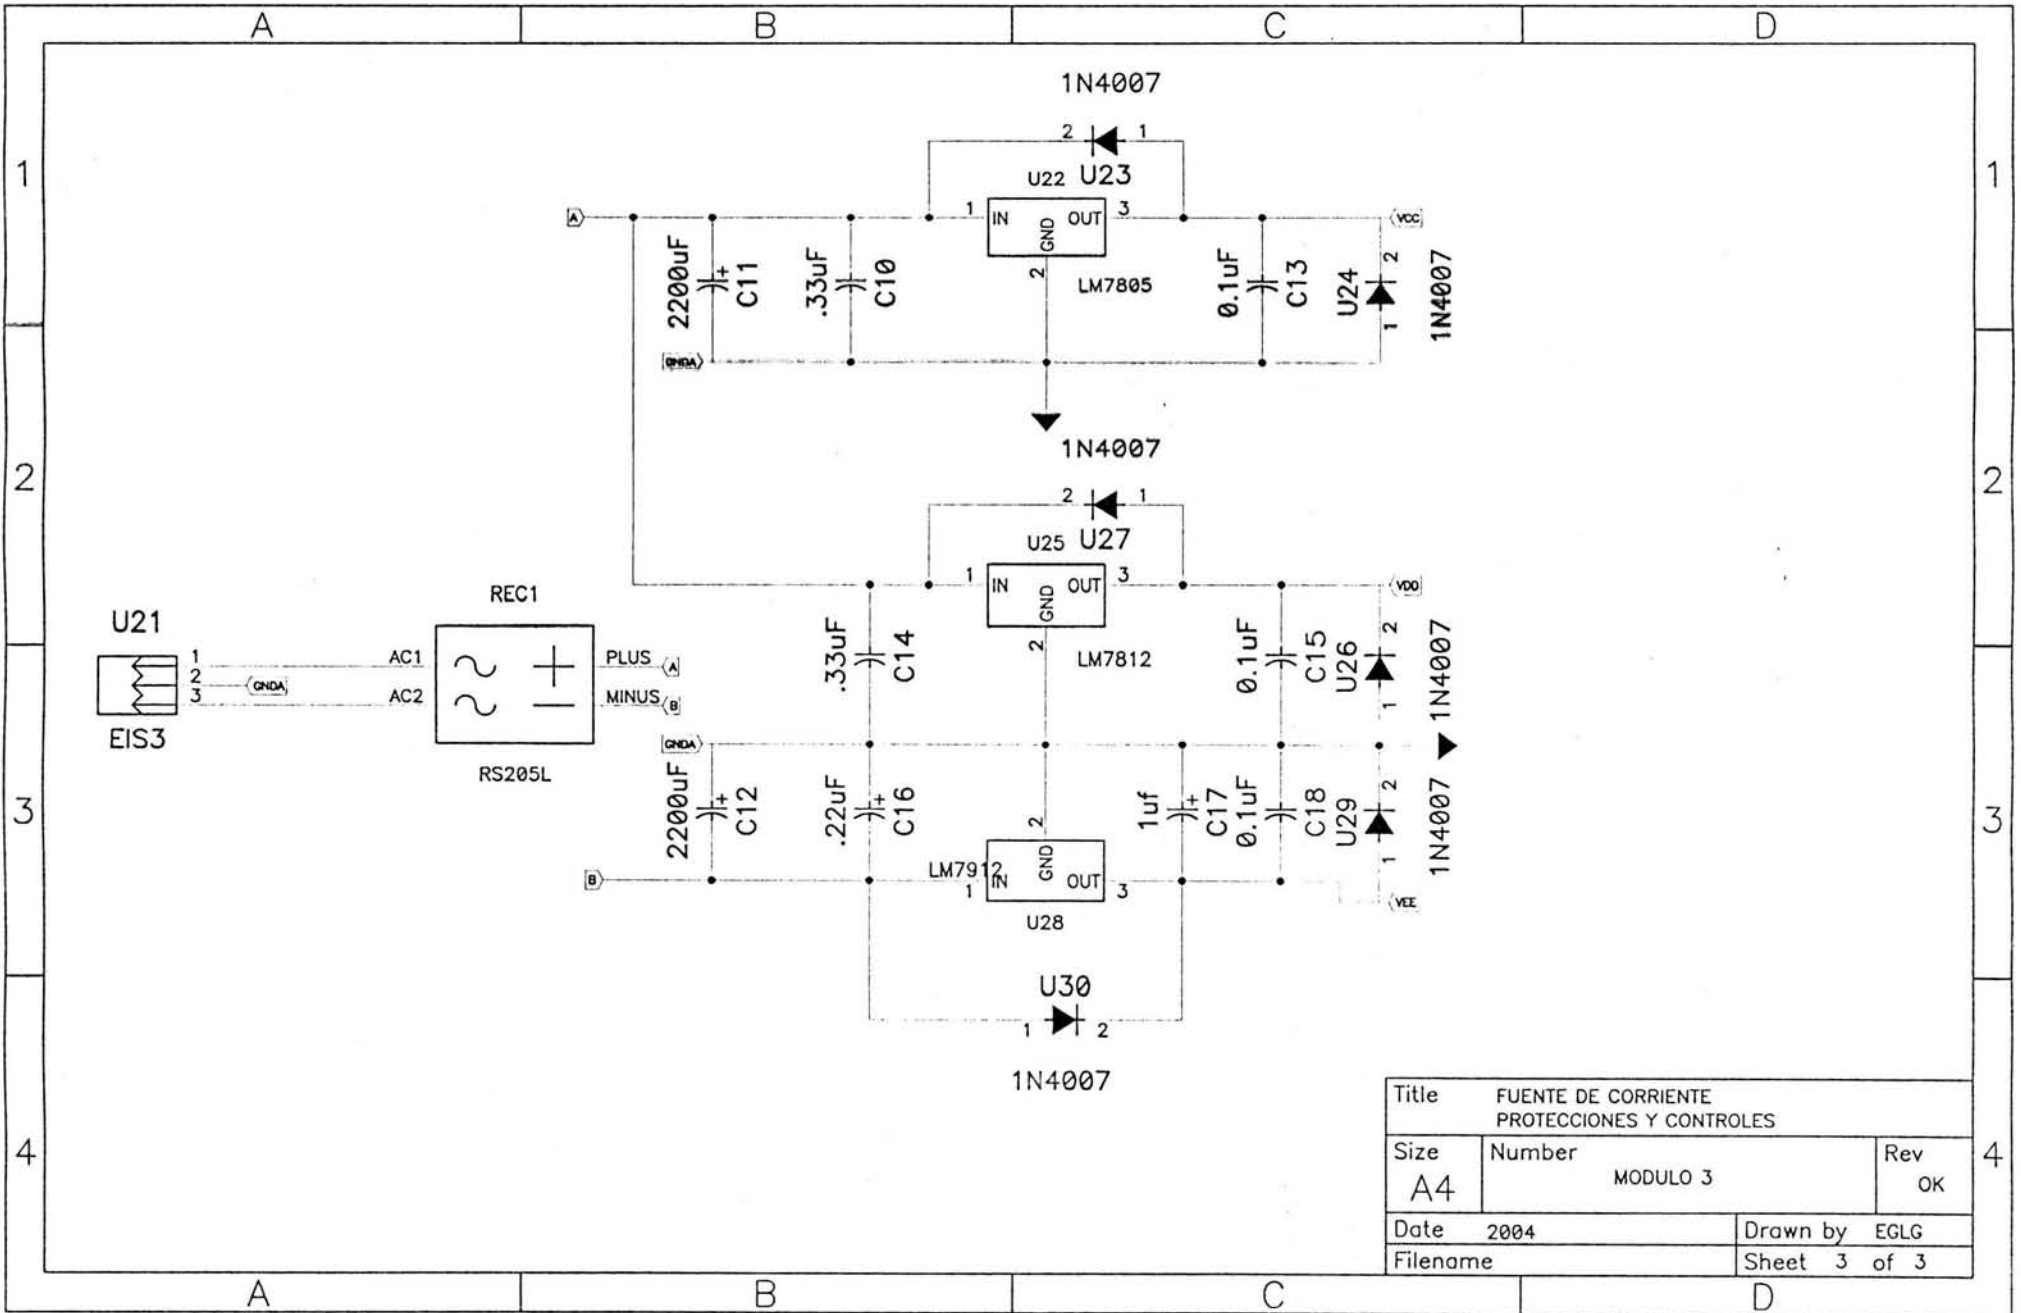 A B C D
1N4007
2 1
1 1
U22 U23
A 1 IN OUT 3 VCC
GND
2
2200uF + C11
.33uF C10
LM7805
0.1uF C13
U24 2 1
1N4007
GNDA
1N4007
2 2
2 1
U25 U27
1 IN OUT 3 VDD
GND
2
REC1
U21
1 AC1 PLUS A
2 GNDA
3 AC2 MINUS B
EIS3
RS205L
.33uF C14
LM7812
0.1uF C15
U26 2 1
1N4007
GNDA
3 3
2200uF + C12
.22uF + C16
2
1uf + C17
0.1uF C18
U29 2 1
1N4007
B LM7912
1 IN GND OUT 3
VEE
U28
U30
1 2
1N4007
Title FUENTE DE CORRIENTE
PROTECCIONES Y CONTROLES
4 4
Size Number Rev
A4 MODULO 3 OK
Date 2004 Drawn by EGLG
Filename Sheet 3 of 3
A B C D